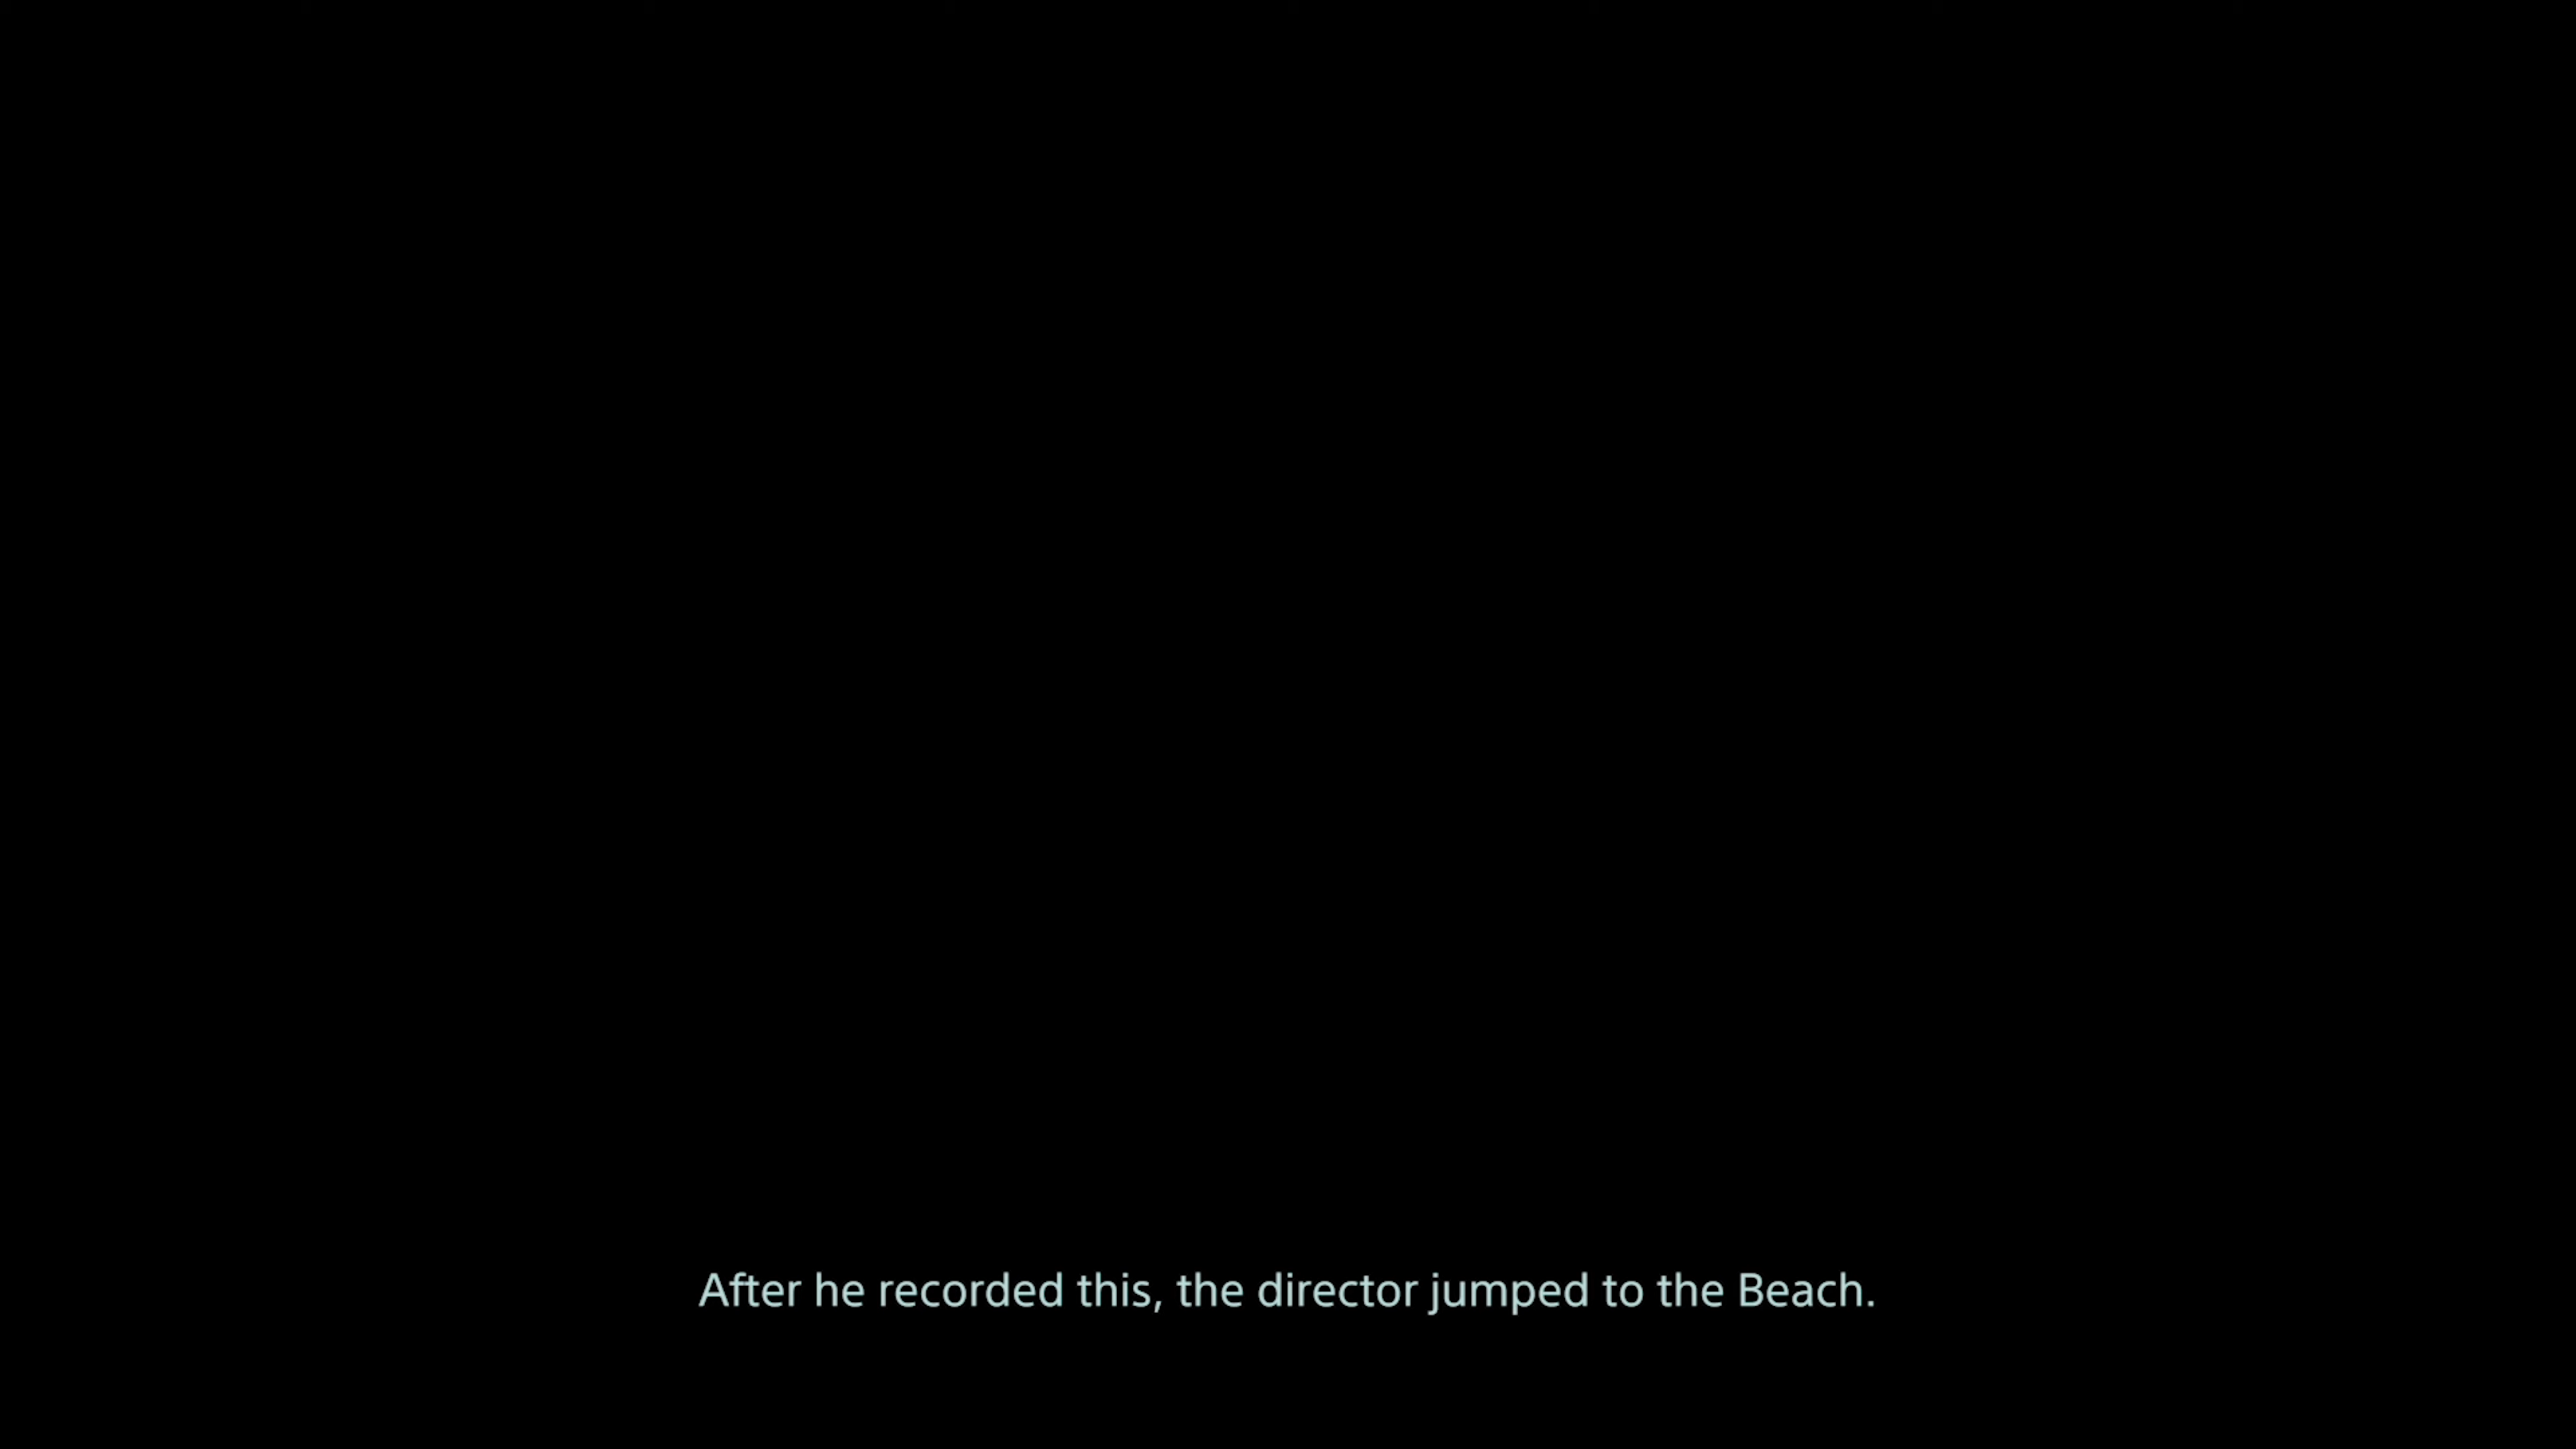 After he recorded this, the director jumped to the Beach.